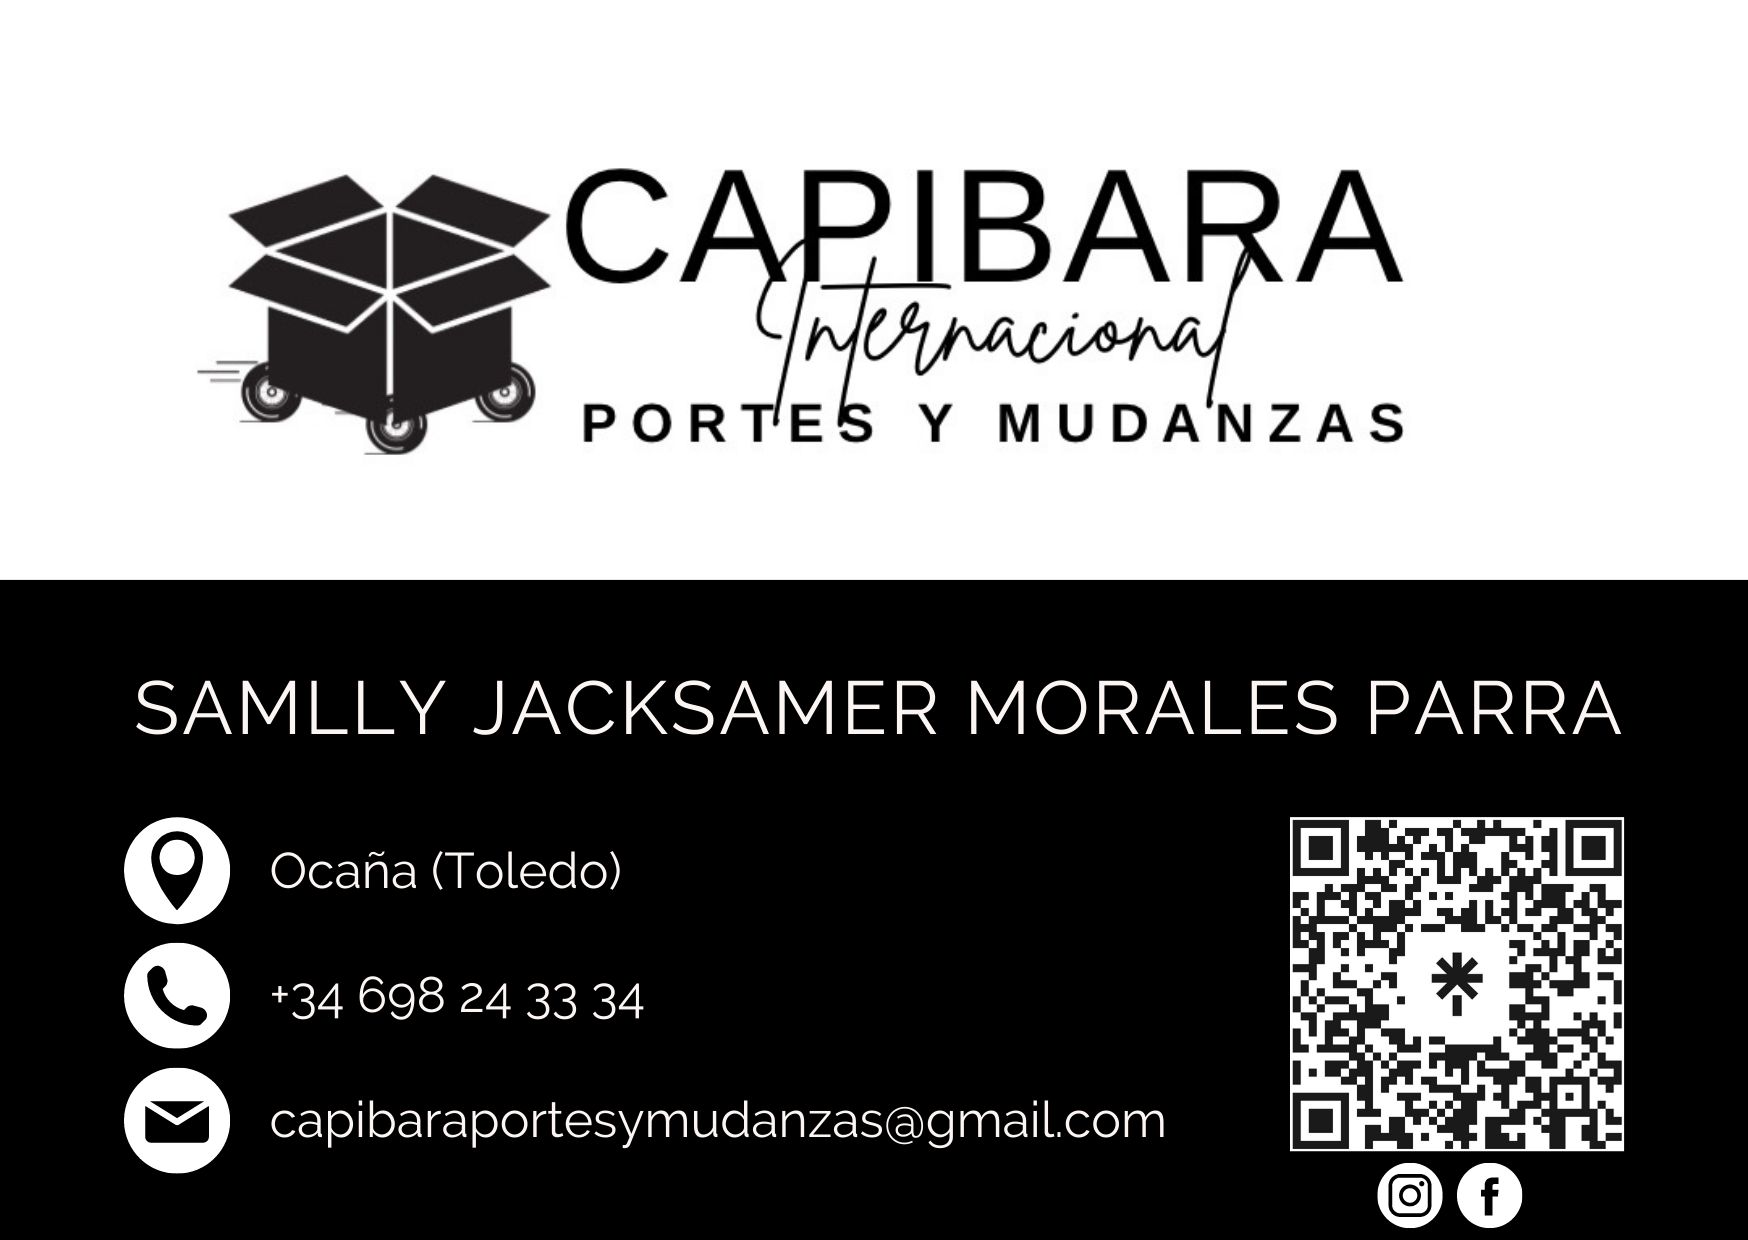 CAPIBARA
Internacional
PORTES Y MUDANZAS
SAMLLY JACKSAMER MORALES PARRA
Ocaña (Toledo)
+34 698 24 33 34
capibaraportesymudanzas@gmail.com